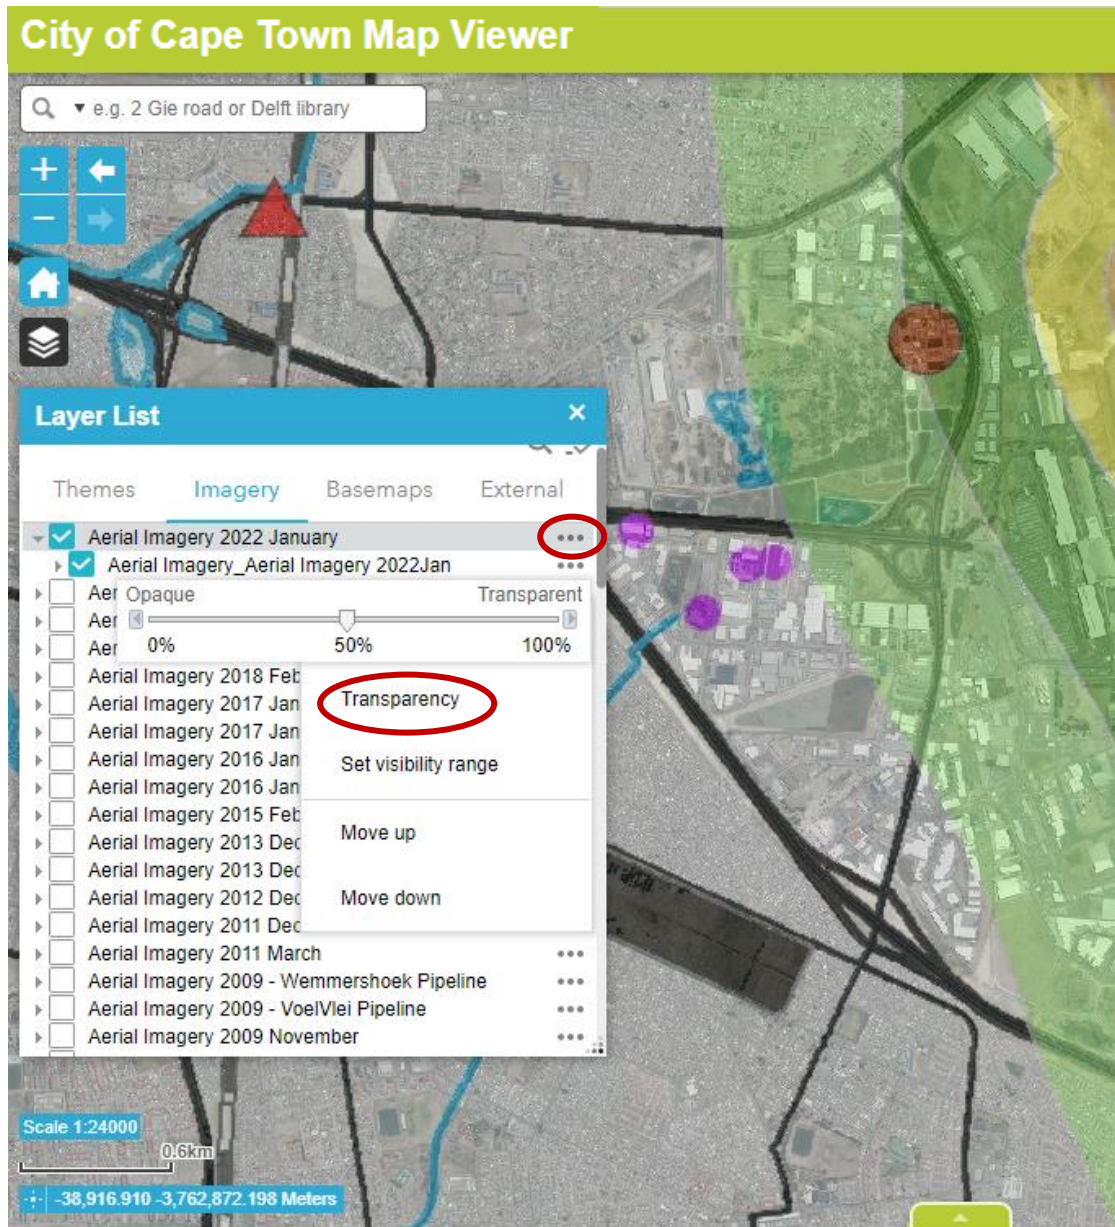 City of Cape Town Map Viewer
e.g. 2 Gie road or Delft library
Layer List
Themes Imagery Basemaps External
Aerial Imagery 2022 January
Aerial Imagery_Aerial Imagery 2022Jan
Aer
Opaque Transparent
Aer
Aer
0% 50% 100%
Aerial Imagery 2018 Feb
Aerial Imagery 2017 Jan
Transparency
Aerial Imagery 2017 Jan
Aerial Imagery 2016 Jan
Set visibility range
Aerial Imagery 2016 Jan
Aerial Imagery 2015 Feb
Move up
Aerial Imagery 2013 Dec
Aerial Imagery 2013 Dec
Aerial Imagery 2012 Dec
Move down
Aerial Imagery 2011 Dec
Aerial Imagery 2011 March
Aerial Imagery 2009 - Wemmershoek Pipeline
Aerial Imagery 2009 - VoelVlei Pipeline
Aerial Imagery 2009 November
Scale 1:24000
0.6km
-38,916.910 -3,762,872.198 Meters